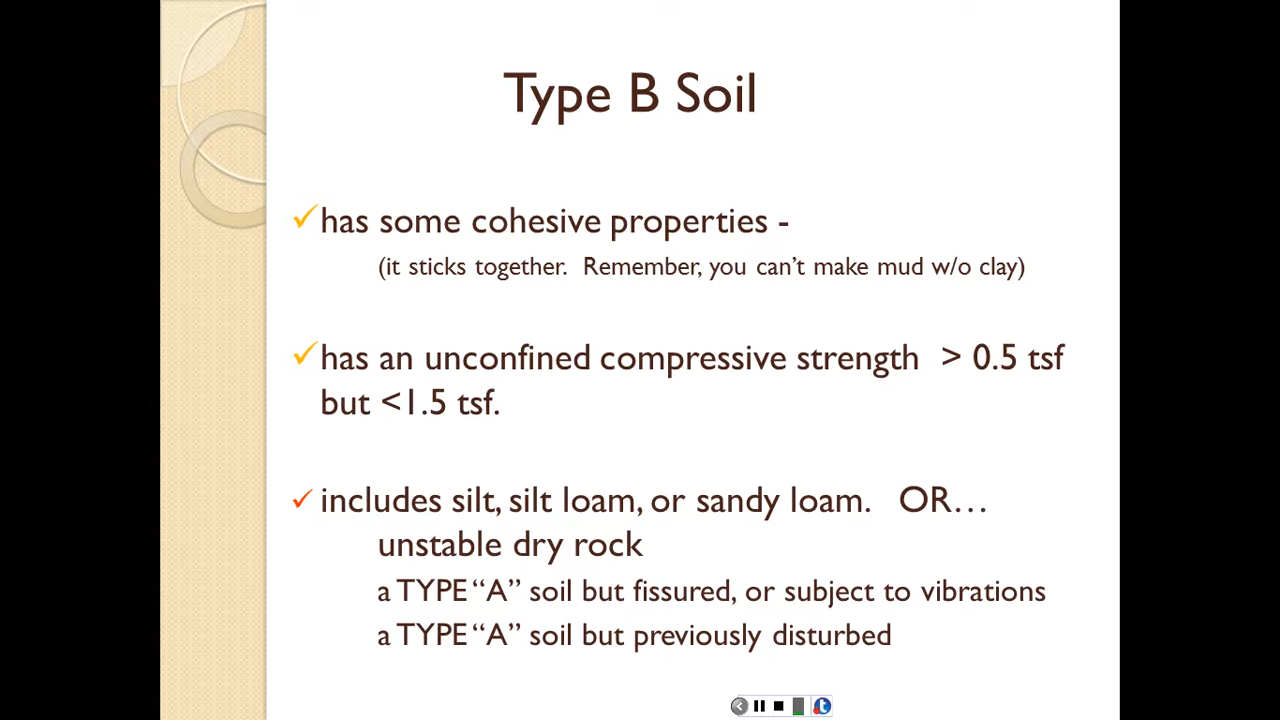 Type B Soil
has some cohesive properties -
(it sticks together. Remember, you can't make mud w/o clay)
has an unconfined compressive strength > 0.5 tsf
but <1.5 tsf.
includes silt, silt loam, or sandy loam. OR…
unstable dry rock
a TYPE “A” soil but fissured, or subject to vibrations
a TYPE “A” soil but previously disturbed